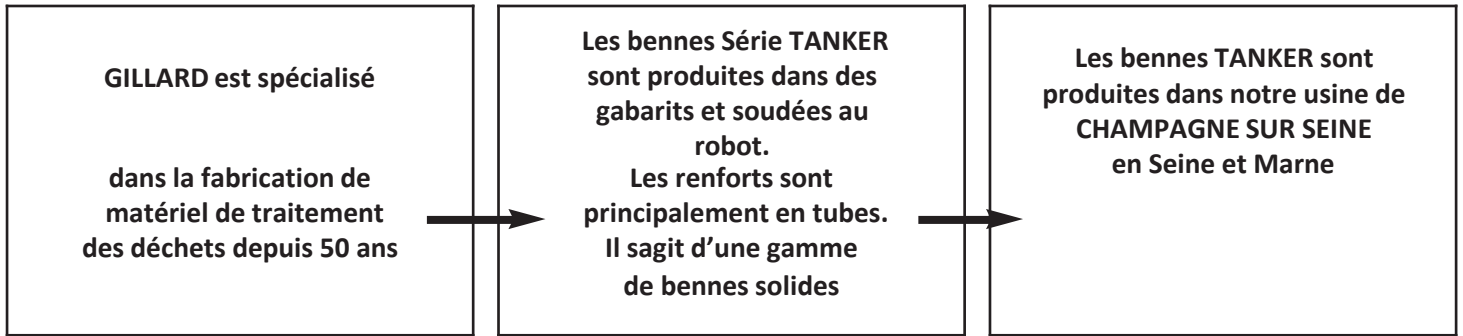 GILLARD est spécialisé
dans la fabrication de
matériel de traitement
des déchets depuis 50 ans
Les bennes Série TANKER
sont produites dans des
gabarits et soudées au
robot.
Les renforts sont
principalement en tubes.
Il sagit d’une gamme
de bennes solides
Les bennes TANKER sont
produites dans notre usine de
CHAMPAGNE SUR SEINE
en Seine et Marne